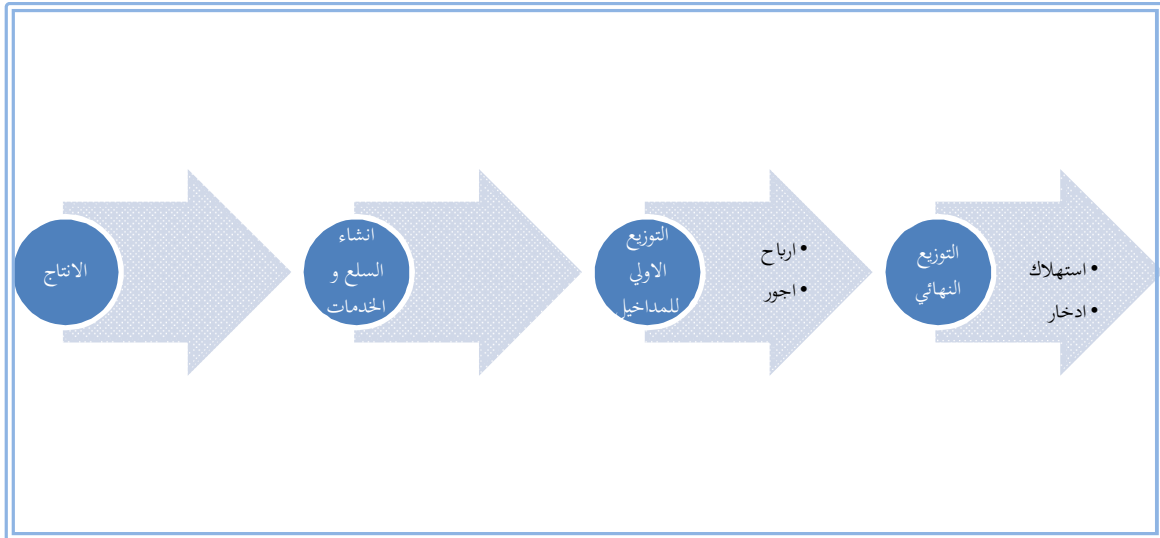 الانتاج
انشاء
السلع و
الخدمات
التوزيع
الاولي
للمداخيل
• ارباح
• اجور
التوزيع
النهائي
• استهلاك
• ادخار